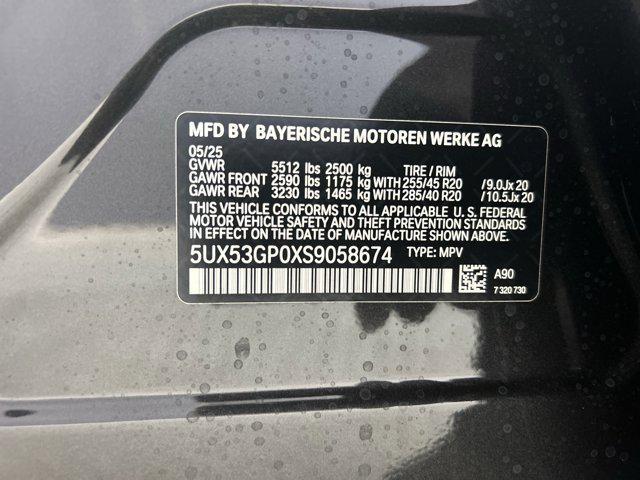 MFD BY BAYERISCHE MOTOREN WERKE AG
05/25
GVWR 5512 lbs 2500 kg TIRE / RIM
GAWR FRONT 2590 lbs 1175 kg WITH 255/45 R20 /9.0Jx 20
GAWR REAR 3230 lbs 1465 kg WITH 285/40 R20 /10.5Jx 20
THIS VEHICLE CONFORMS TO ALL APPLICABLE U. S. FEDERAL
MOTOR VEHICLE SAFETY AND THEFT PREVENTION STANDARDS
IN EFFECT ON THE DATE OF MANUFACTURE SHOWN ABOVE.
5UX53GP0XS9058674 TYPE: MPV
A90
7 320 730